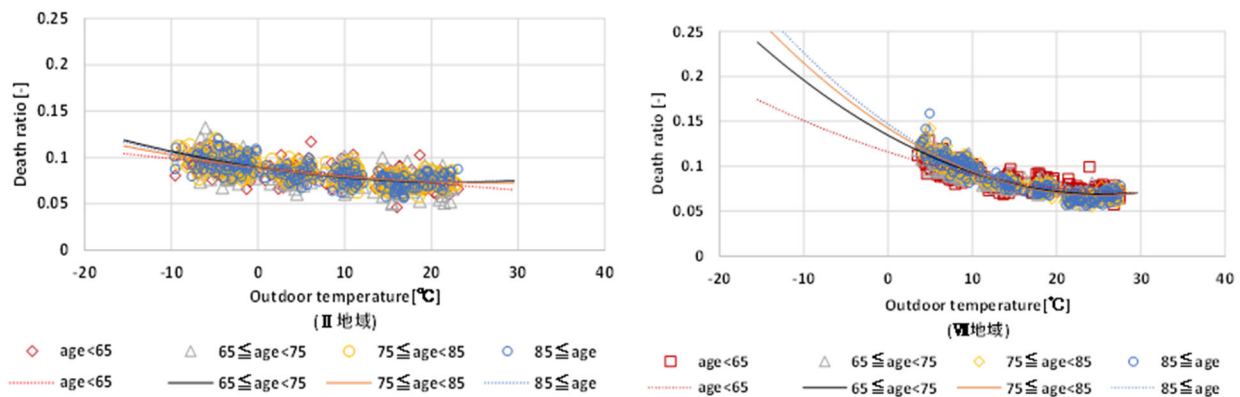 0.25
0.2
0.15
0.1
0.05
0
Death ratio [-]
-20 -10 0 10 20 30 40
Outdoor temperature[℃]
(Ⅱ地域)
age<65 65≦age<75 75≦age<85 85≦age
age<65 65≦age<75 75≦age<85 85≦age
0.25
0.2
0.15
0.1
0.05
0
Death ratio [-]
-20 -10 0 10 20 30 40
Outdoor temperature[℃]
(Ⅶ地域)
age<65 65≦age<75 75≦age<85 85≦age
age<65 65≦age<75 75≦age<85 85≦age